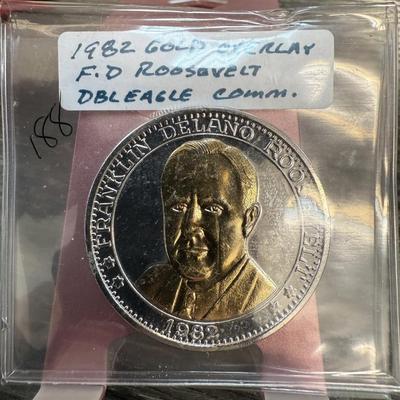 1982 GOLD OVERLAY
F.D ROOSEVELT
DBLEAGLE COMM.
188
FRANKLIN DELANO ROOSEVELT
1982